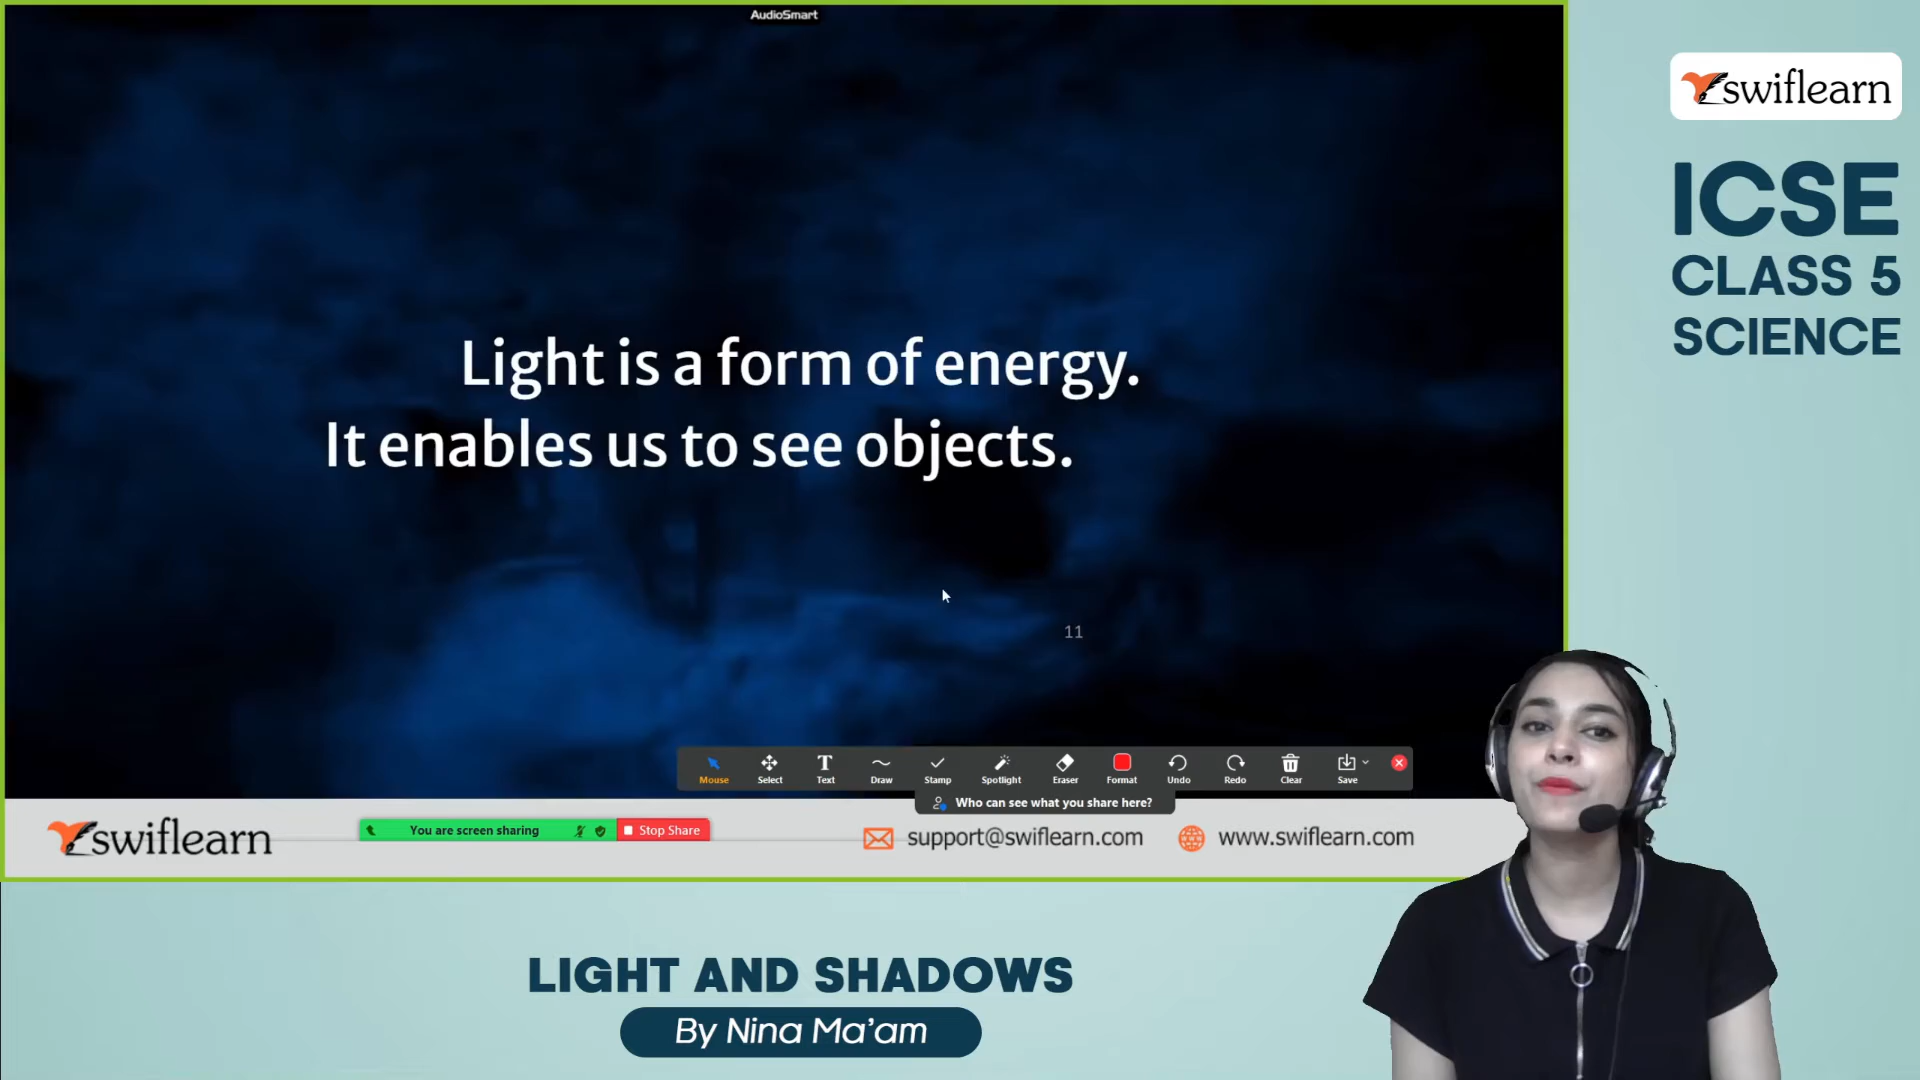 AudioSmart
swiflearn
ICSE
CLASS 5
SCIENCE
Light is a form of energy.
It enables us to see objects.
11
Mouse
Select
Text
Draw
Stamp
Spotlight
Eraser
Format
Undo
Redo
Clear
Save
Who can see what you share here?
swiflearn
You are screen sharing
Stop Share
support@swiflearn.com
www.swiflearn.com
LIGHT AND SHADOWS
By Nina Ma'am